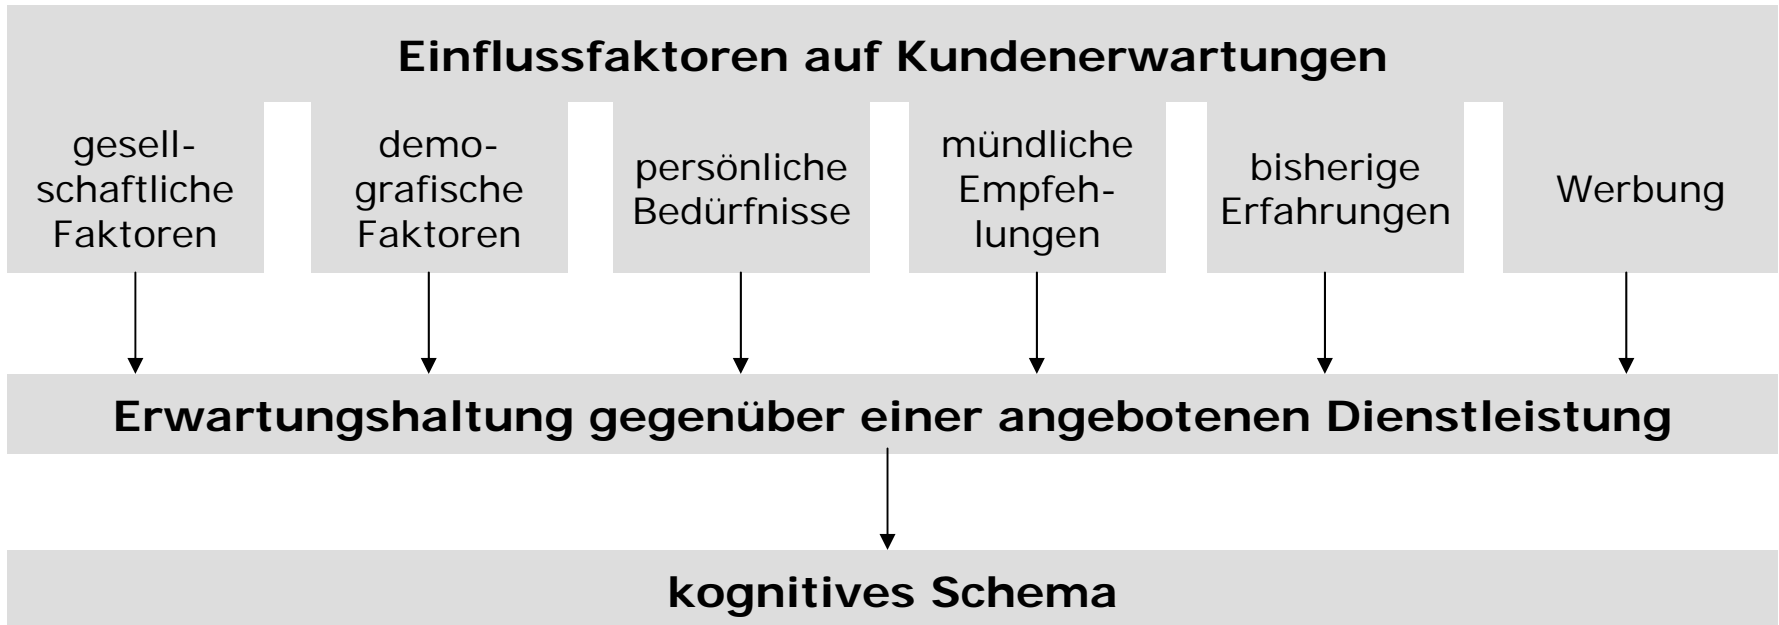 Einflussfaktoren auf Kundenerwartungen
gesell-
schaftliche
Faktoren
demo-
grafische
Faktoren
persönliche
Bedürfnisse
mündliche
Empfeh-
lungen
bisherige
Erfahrungen
Werbung
Erwartungshaltung gegenüber einer angebotenen Dienstleistung
kognitives Schema